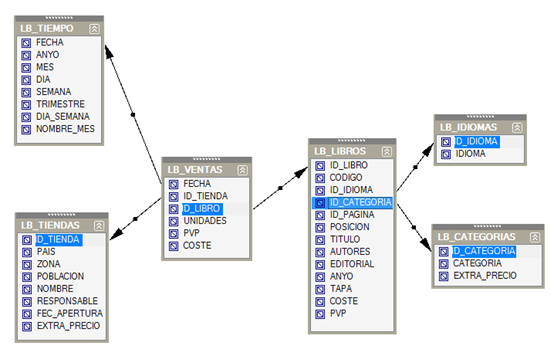 LB_TIEMPO
FECHA
ANYO
MES
DIA
SEMANA
TRIMESTRE
DIA_SEMANA
NOMBRE_MES
LB_TIENDAS
ID_TIENDA
PAIS
ZONA
POBLACION
NOMBRE
RESPONSABLE
FEC_APERTURA
EXTRA_PRECIO
LB_VENTAS
FECHA
ID_TIENDA
ID_LIBRO
UNIDADES
PVP
COSTE
LB_LIBROS
ID_LIBRO
CODIGO
ID_IDIOMA
ID_CATEGORIA
ID_PAGINA
POSICION
TITULO
AUTORES
EDITORIAL
ANYO
TAPA
COSTE
PVP
LB_IDIOMAS
ID_IDIOMA
IDIOMA
LB_CATEGORIAS
ID_CATEGORIA
CATEGORIA
EXTRA_PRECIO